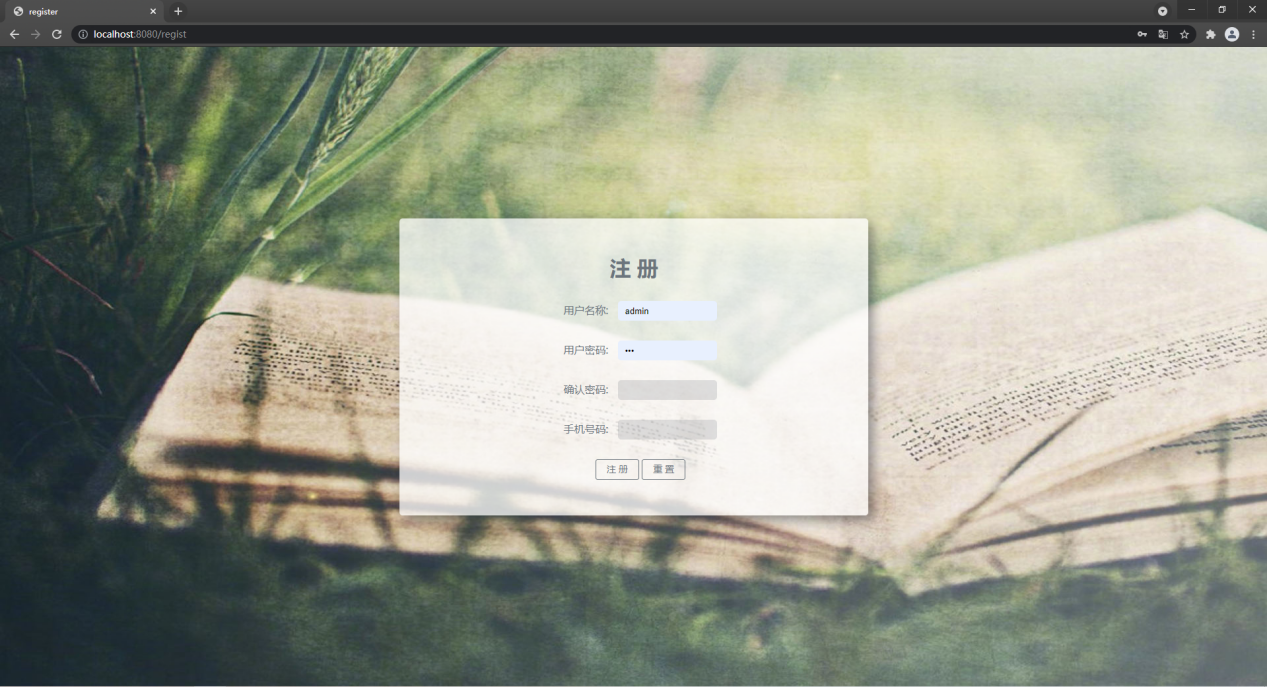 register
localhost:8080/regist
注 册
用户名称: admin
用户密码: •••
确认密码:
手机号码:
注 册 重 置